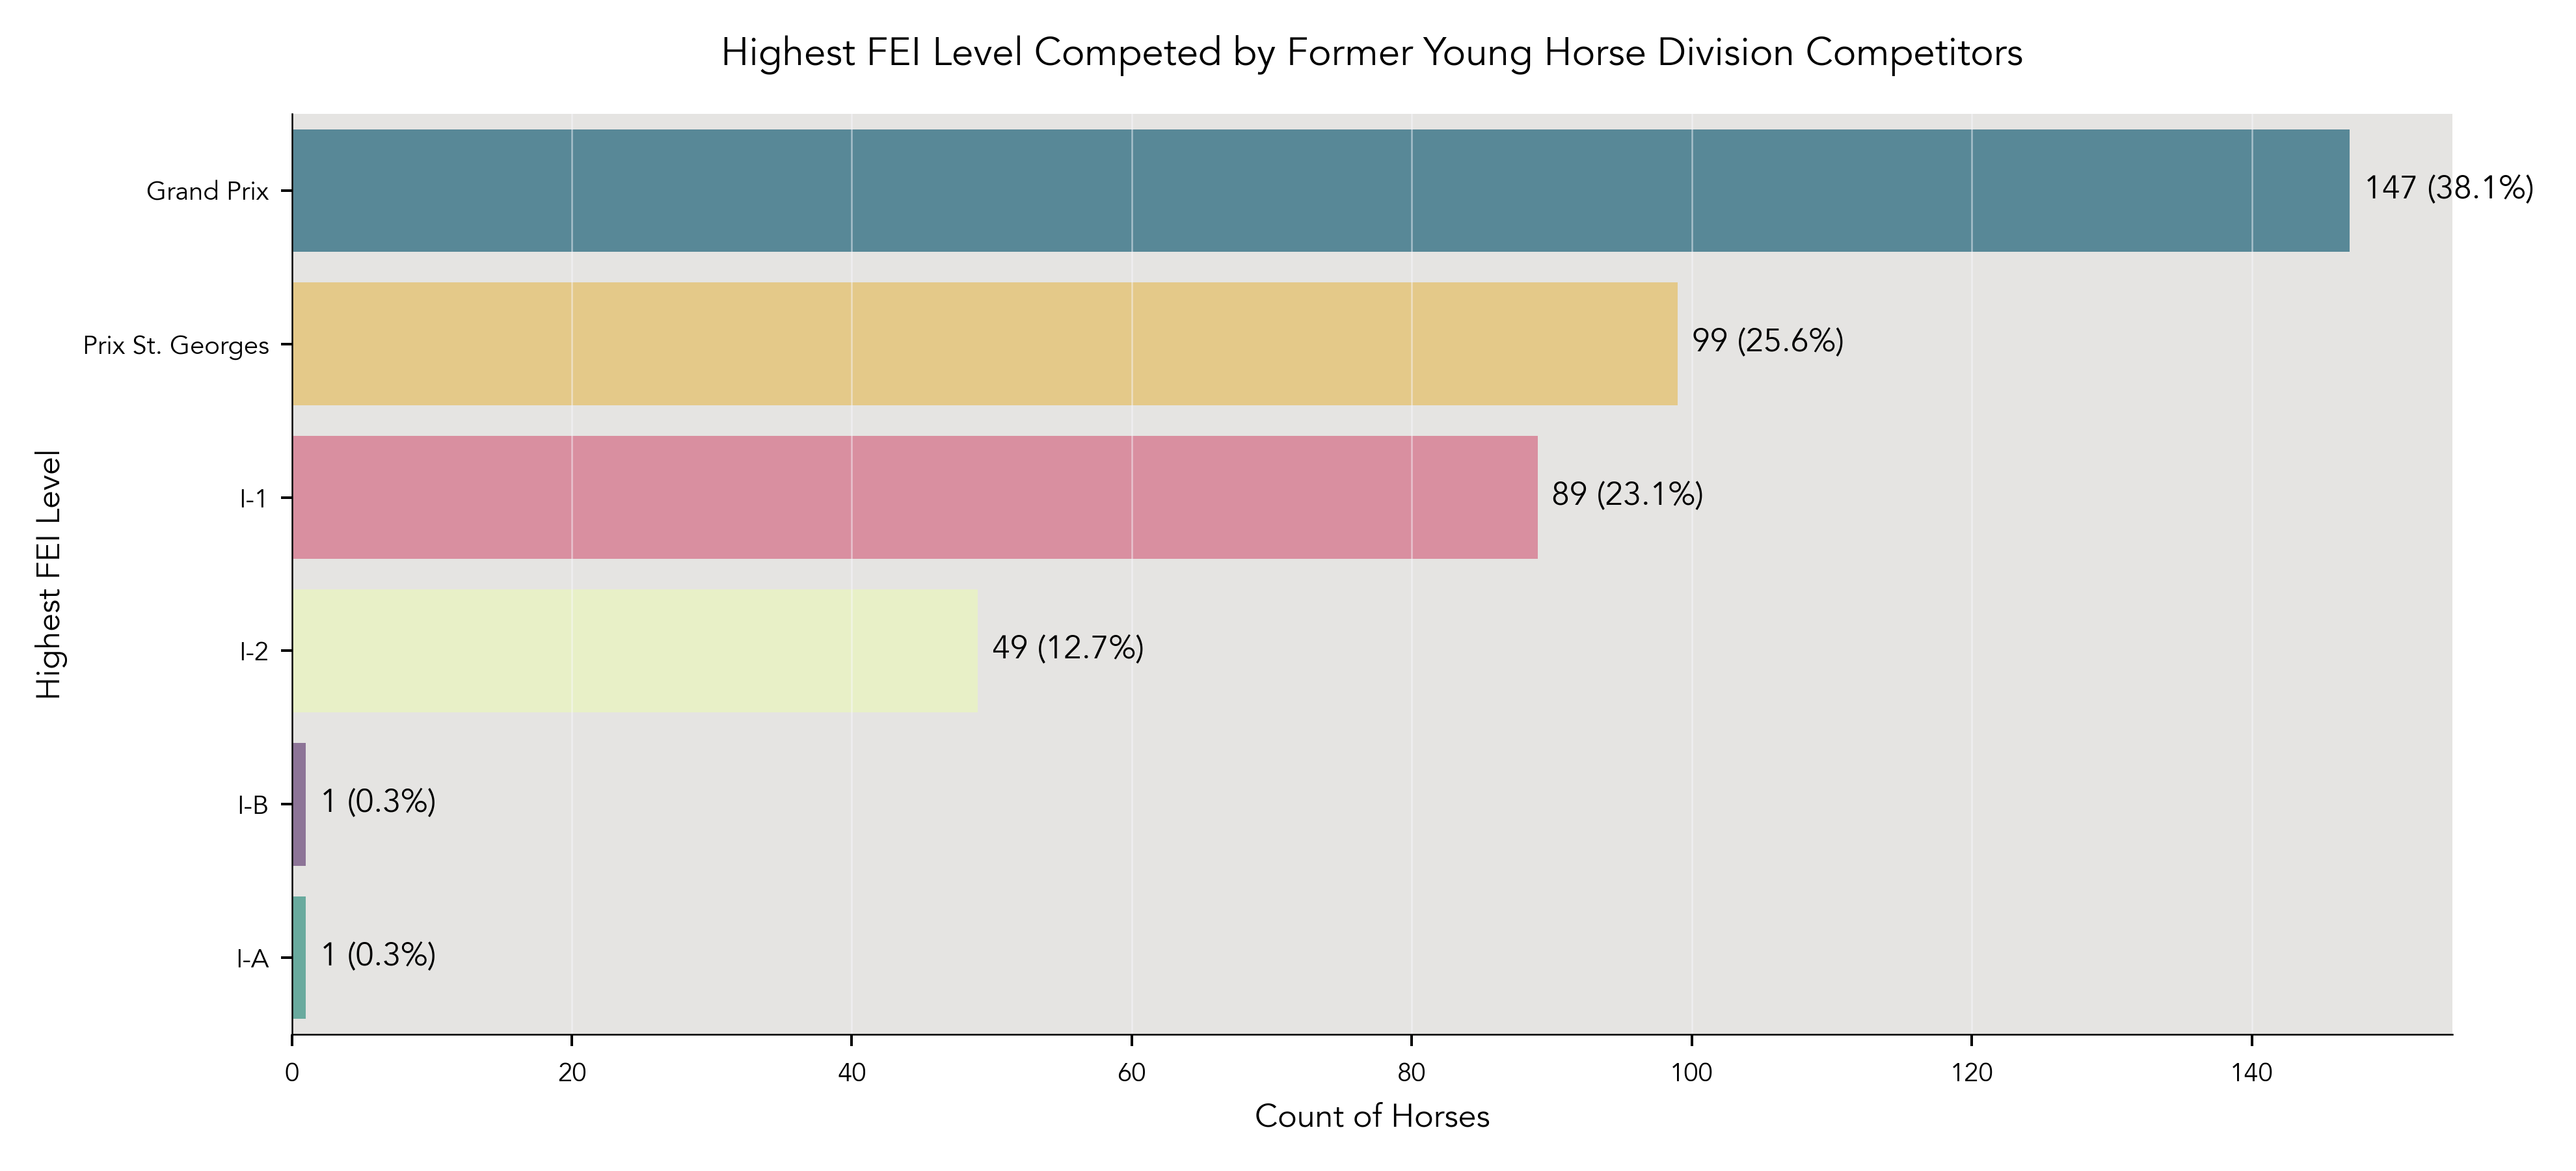 Highest FEI Level Competed by Former Young Horse Division Competitors
Highest FEI Level
Grand Prix
147 (38.1%)
Prix St. Georges
99 (25.6%)
I-1
89 (23.1%)
I-2
49 (12.7%)
I-B
1 (0.3%)
I-A
1 (0.3%)
0 20 40 60 80 100 120 140
Count of Horses